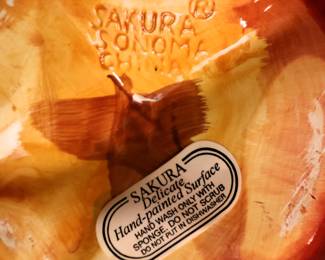 SAKURA®
SONOMA
CHINA
SAKURA
Delicate
Hand-painted Surface
HAND WASH ONLY WITH
SPONGE. DO NOT SCRUB
DO NOT PUT IN DISHWASHER